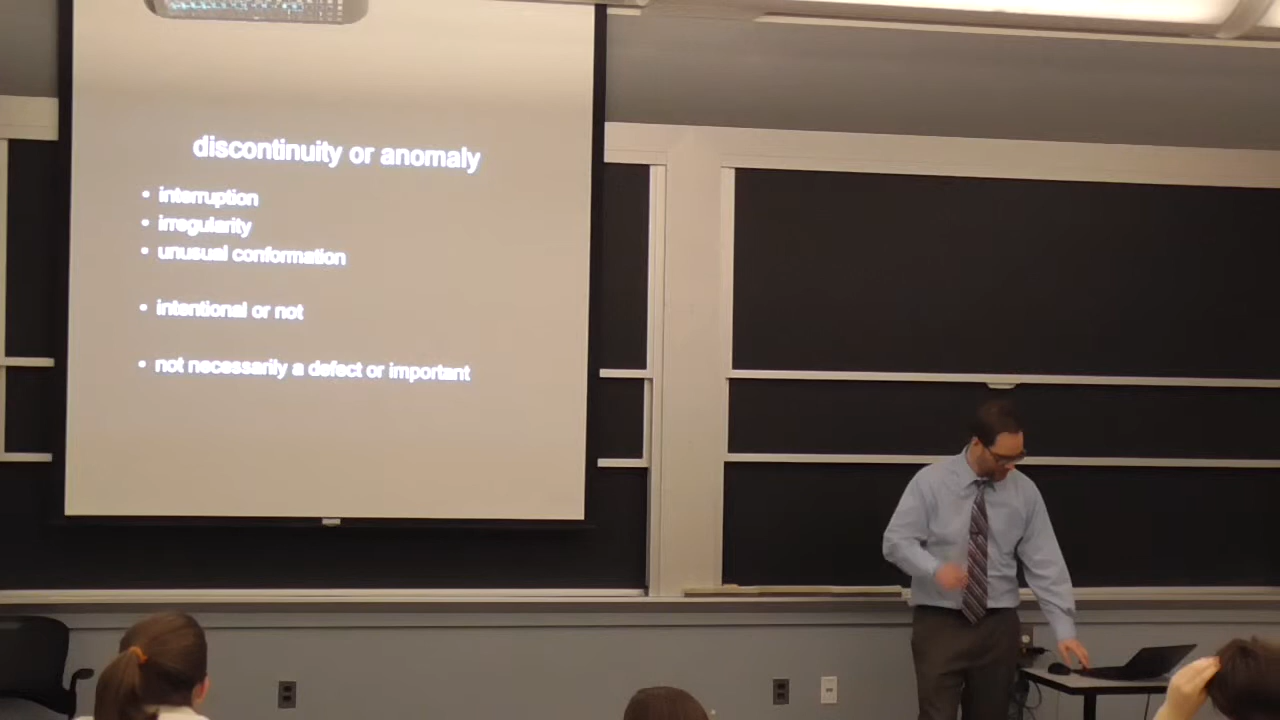 discontinuity or anomaly
• interruption
• irregularity
• unusual conformation
• intentional or not
• not necessarily a defect or important